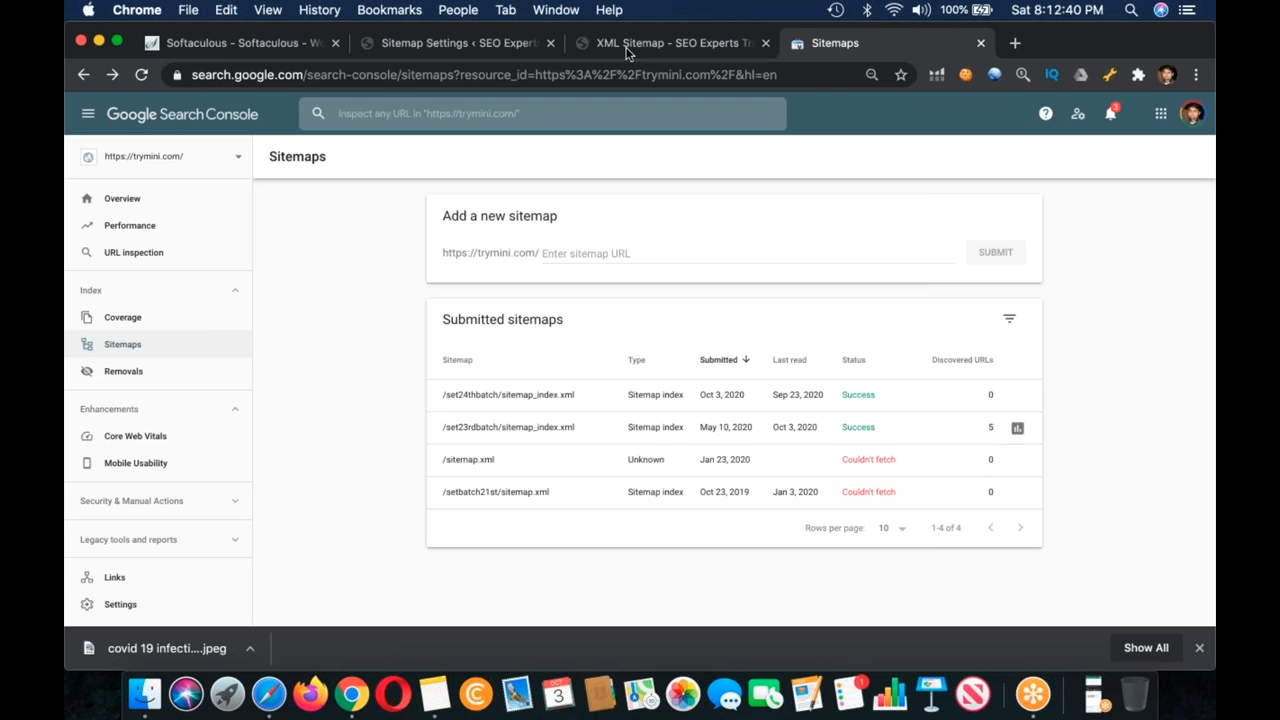 Chrome File Edit View History Bookmarks People Tab Window Help 100% Sat 8:12:40 PM
Softaculous - Softaculous - W Sitemap Settings ‹ SEO Expert XML Sitemap - SEO Experts Tr Sitemaps
search.google.com/search-console/sitemaps?resource_id=https%3A%2F%2Ftrymini.com%2F&hl=en
IQ
Google Search Console Inspect any URL in "https://trymini.com/" 3
https://trymini.com/ Sitemaps
Overview
Performance
URL inspection
Index
Coverage
Sitemaps
Removals
Enhancements
Core Web Vitals
Mobile Usability
Security & Manual Actions
Legacy tools and reports
Links
Settings
Add a new sitemap
https://trymini.com/ Enter sitemap URL SUBMIT
Submitted sitemaps
Sitemap Type Submitted Last read Status Discovered URLs
/set24thbatch/sitemap_index.xml Sitemap index Oct 3, 2020 Sep 23, 2020 Success 0
/set23rdbatch/sitemap_index.xml Sitemap index May 10, 2020 Oct 3, 2020 Success 5
/sitemap.xml Unknown Jan 23, 2020 Couldn't fetch 0
/setbatch21st/sitemap.xml Sitemap index Oct 23, 2019 Jan 3, 2020 Couldn't fetch 0
Rows per page: 10 1-4 of 4
covid 19 infecti....jpeg Show All
OCT 3 1